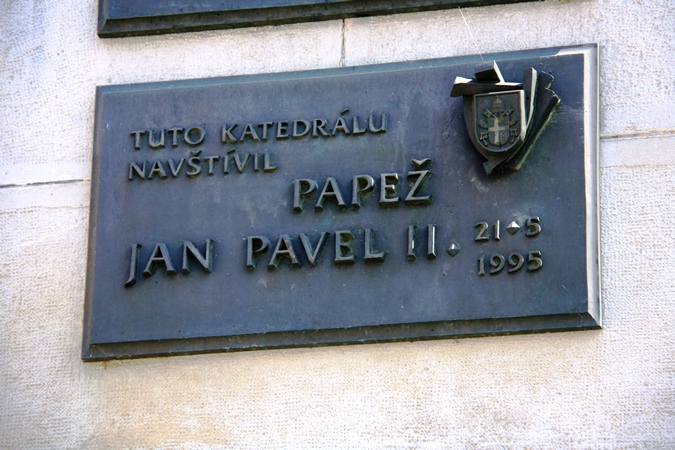 TUTO KATEDRÁLU
NAVŠTÍVIL
PAPEŽ
JAN PAVEL II. 21 5
1995